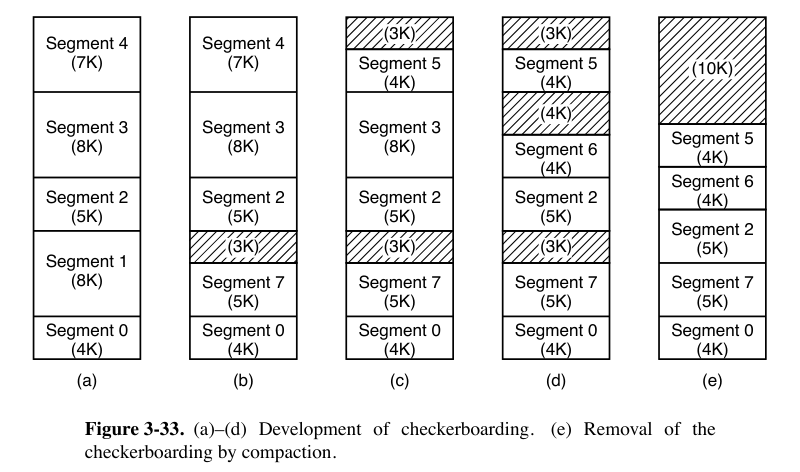 Segment 4
(7K)
Segment 3
(8K)
Segment 2
(5K)
Segment 1
(8K)
Segment 0
(4K)
(a)
Segment 4
(7K)
Segment 3
(8K)
Segment 2
(5K)
(3K)
Segment 7
(5K)
Segment 0
(4K)
(b)
(3K)
Segment 5
(4K)
Segment 3
(8K)
Segment 2
(5K)
(3K)
Segment 7
(5K)
Segment 0
(4K)
(c)
(3K)
Segment 5
(4K)
(4K)
Segment 6
(4K)
Segment 2
(5K)
(3K)
Segment 7
(5K)
Segment 0
(4K)
(d)
(10K)
Segment 5
(4K)
Segment 6
(4K)
Segment 2
(5K)
Segment 7
(5K)
Segment 0
(4K)
(e)
Figure 3-33. (a)–(d) Development of checkerboarding. (e) Removal of the
checkerboarding by compaction.